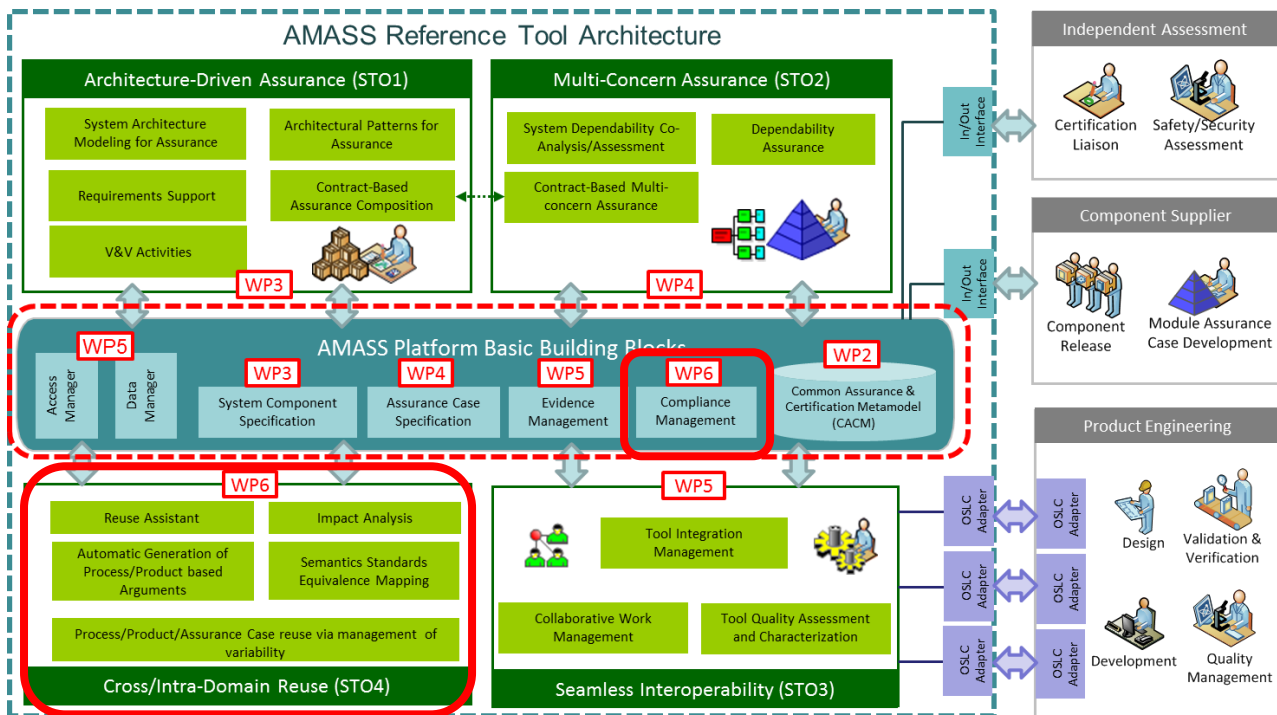 AMASS Reference Tool Architecture
Architecture-Driven Assurance (STO1)
System Architecture
Modeling for Assurance
Architectural Patterns for
Assurance
Requirements Support
Contract-Based
Assurance Composition
V&V Activities
WP3
Multi-Concern Assurance (STO2)
System Dependability Co-
Analysis/Assessment
Dependability
Assurance
Contract-Based Multi-
concern Assurance
WP4
In/Out
Interface
In/Out
Interface
Independent Assessment
Certification
Liaison
Safety/Security
Assessment
Component Supplier
Component
Release
Module Assurance
Case Development
AMASS Platform Basic Building Blocks
WP5
Access
Manager
Data
Manager
WP3
System Component
Specification
WP4
Assurance Case
Specification
WP5
Evidence
Management
WP6
Compliance
Management
WP2
Common Assurance &
Certification Metamodel
(CACM)
WP6
Reuse Assistant
Impact Analysis
Automatic Generation of
Process/Product based
Arguments
Semantics Standards
Equivalence Mapping
Process/Product/Assurance Case reuse via management of
variability
Cross/Intra-Domain Reuse (STO4)
WP5
Tool Integration
Management
Collaborative Work
Management
Tool Quality Assessment
and Characterization
Seamless Interoperability (STO3)
OSLC
Adapter
OSLC
Adapter
OSLC
Adapter
OSLC
Adapter
OSLC
Adapter
OSLC
Adapter
Product Engineering
Design
Validation &
Verification
Development
Quality
Management